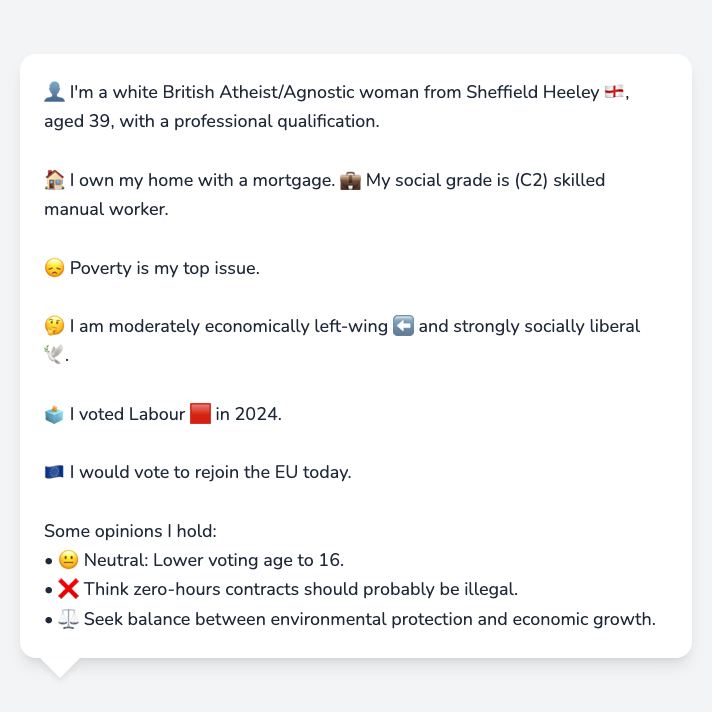 👤 I'm a white British Atheist/Agnostic woman from Sheffield Heeley 🏴󠁧󠁢󠁥󠁮󠁧󠁿,
aged 39, with a professional qualification.
🏠 I own my home with a mortgage. 💼 My social grade is (C2) skilled
manual worker.
😞 Poverty is my top issue.
🤔 I am moderately economically left-wing ⬅️ and strongly socially liberal
🕊️.
🗳️ I voted Labour 🟥 in 2024.
🇪🇺 I would vote to rejoin the EU today.
Some opinions I hold:
• 😐 Neutral: Lower voting age to 16.
• ❌ Think zero-hours contracts should probably be illegal.
• ⚖️ Seek balance between environmental protection and economic growth.